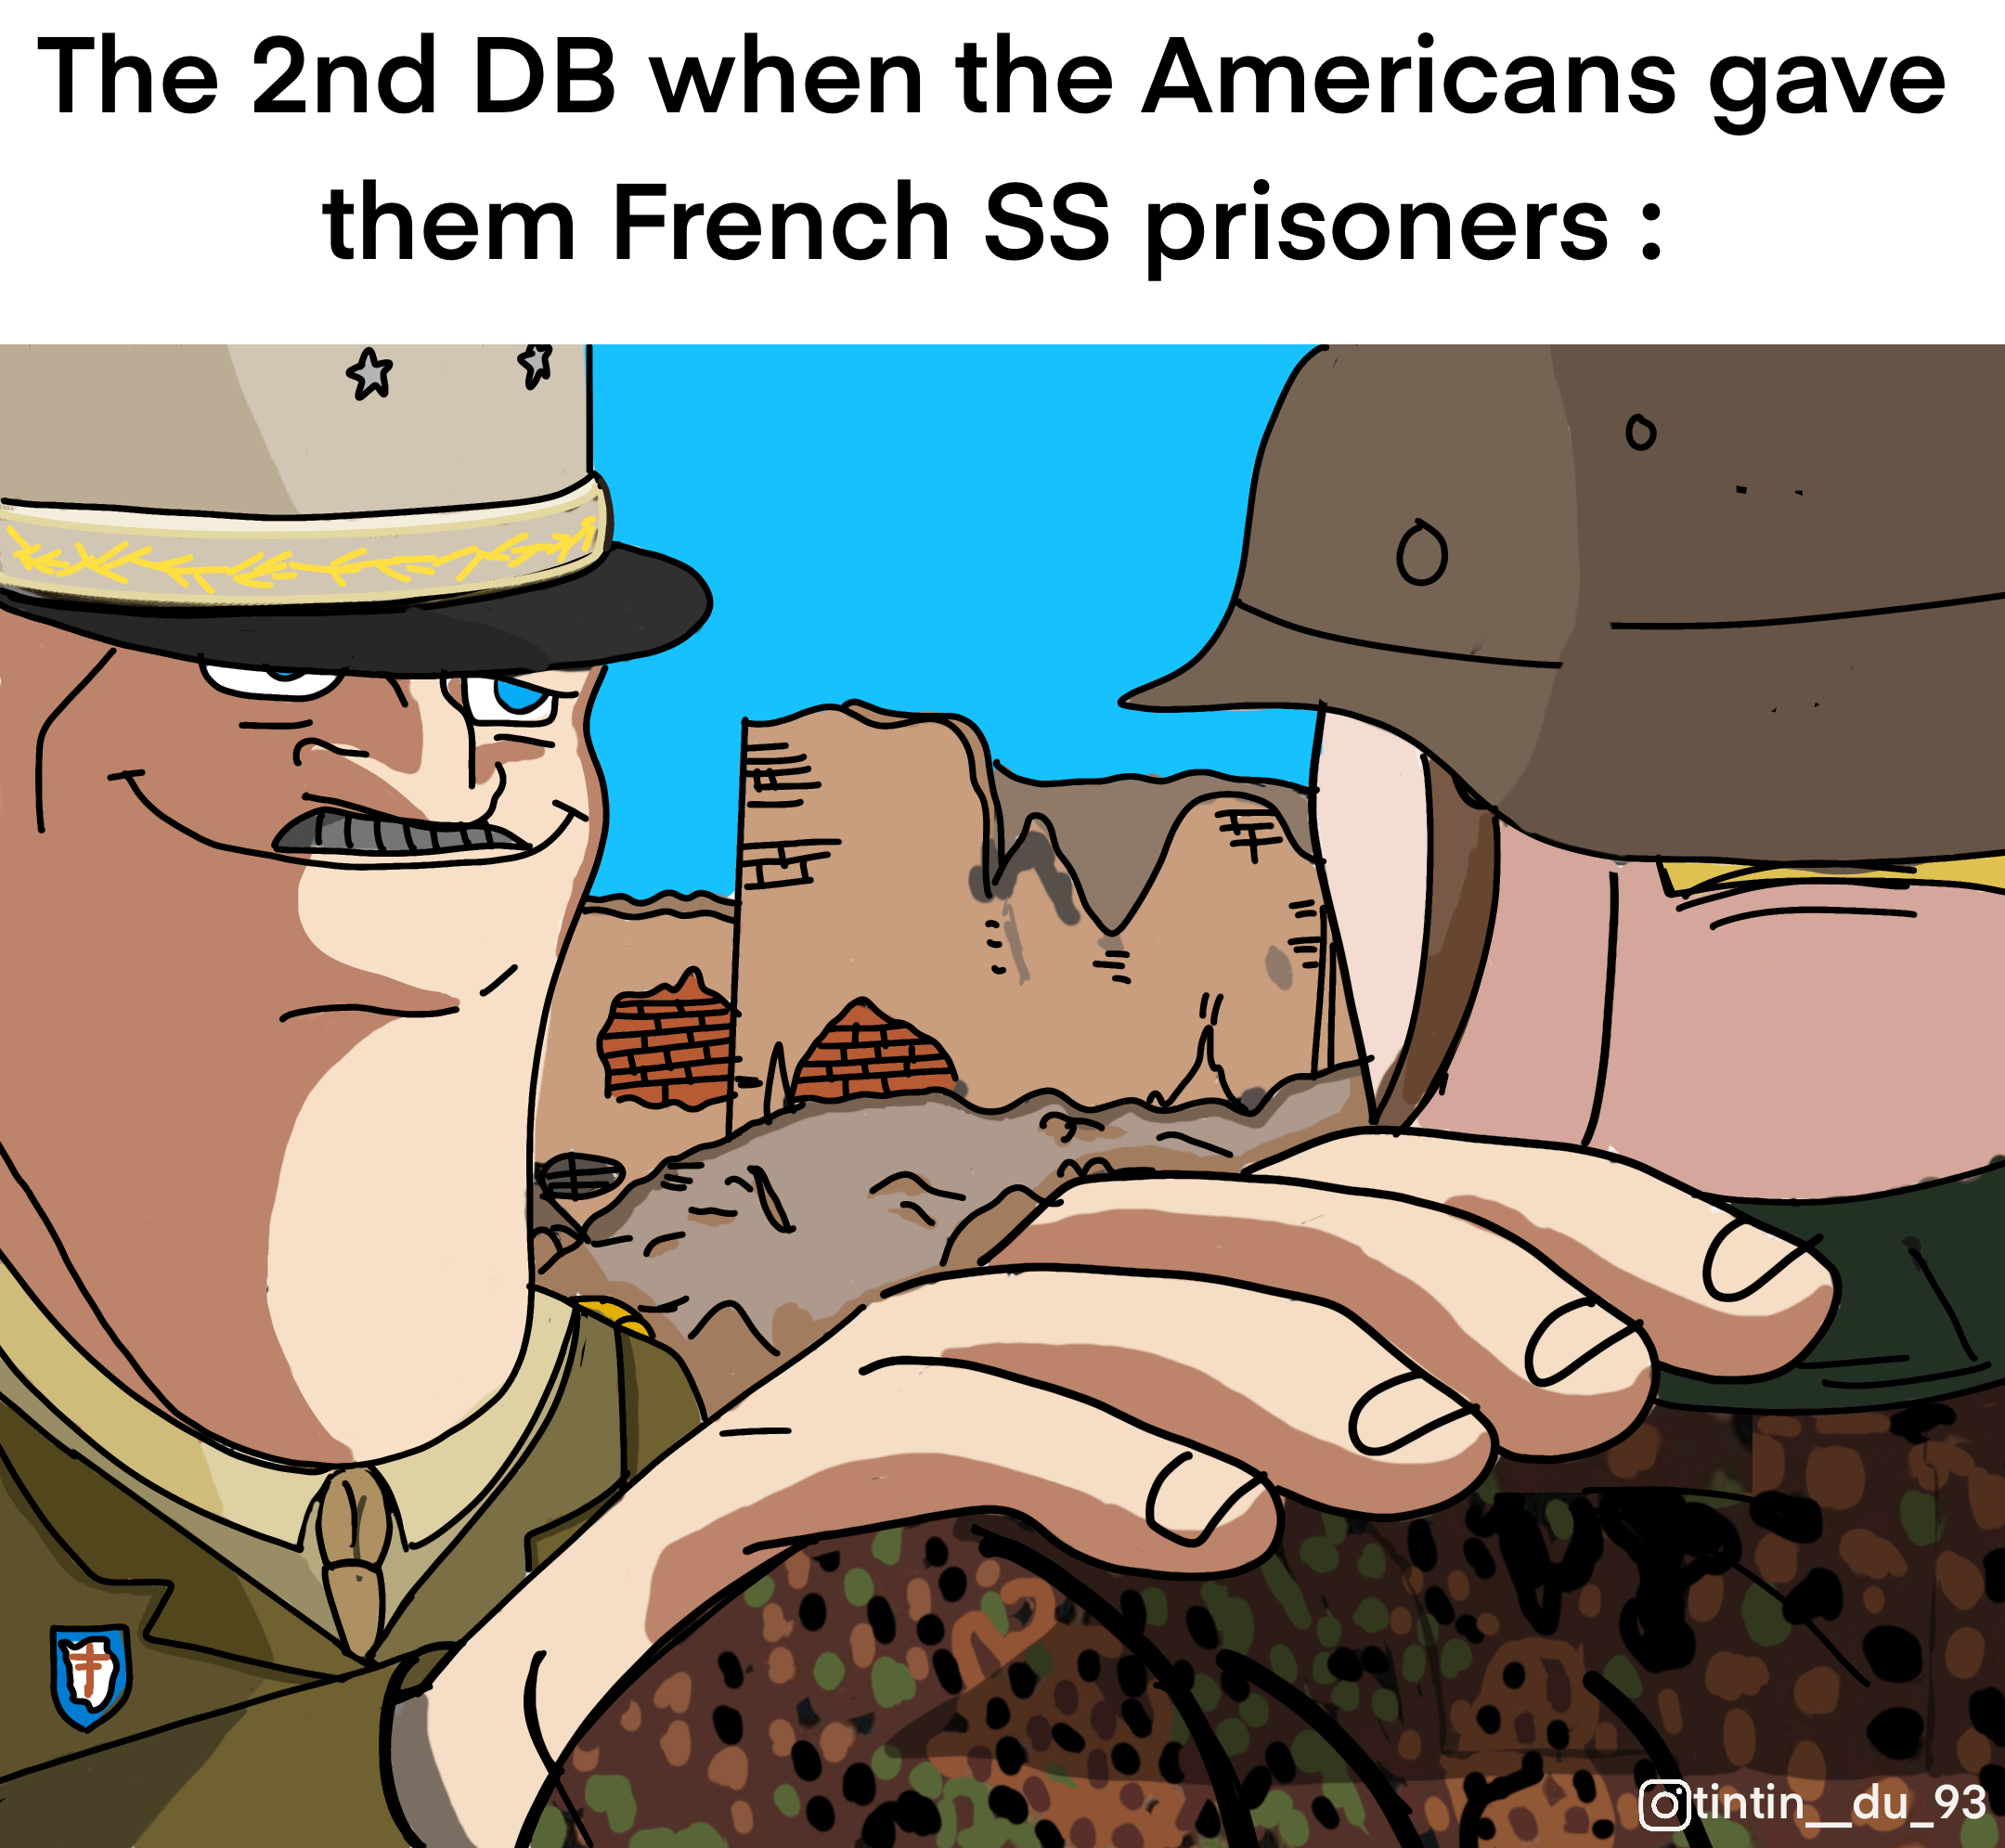 The 2nd DB when the Americans gave
them French SS prisoners :
tintin__du_93